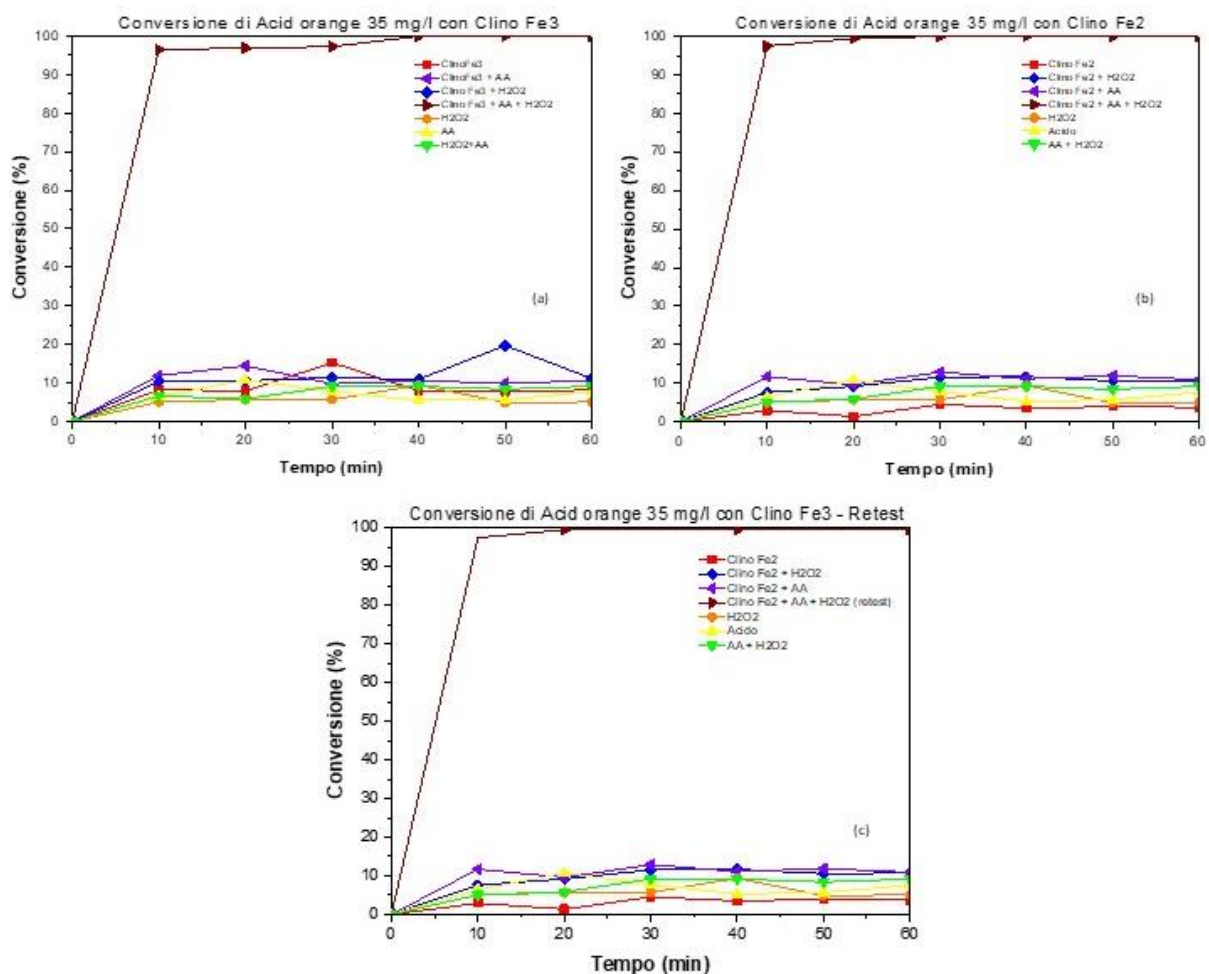 Conversione di Acid orange 35 mg/l con Clino Fe3
100
90
80
70
60
50
40
30
20
10
0
Conversione (%)
ClinoFe3
ClinoFe3 + AA
Clino Fe3 + H2O2
Clino Fe3 + AA + H2O2
H2O2
AA
H2O2+AA
(a)
0 10 20 30 40 50 60
Tempo (min)
Conversione di Acid orange 35 mg/l con Clino Fe2
100
90
80
70
60
50
40
30
20
10
0
Conversione (%)
Clino Fe2
Clino Fe2 + H2O2
Clino Fe2 + AA
Clino Fe2 + AA + H2O2
H2O2
Acido
AA + H2O2
(b)
0 10 20 30 40 50 60
Tempo (min)
Conversione di Acid orange 35 mg/l con Clino Fe3 - Retest
100
90
80
70
60
50
40
30
20
10
0
Conversione (%)
Clino Fe2
Clino Fe2 + H2O2
Clino Fe2 + AA
Clino Fe2 + AA + H2O2 (retest)
H2O2
Acido
AA + H2O2
(c)
0 10 20 30 40 50 60
Tempo (min)